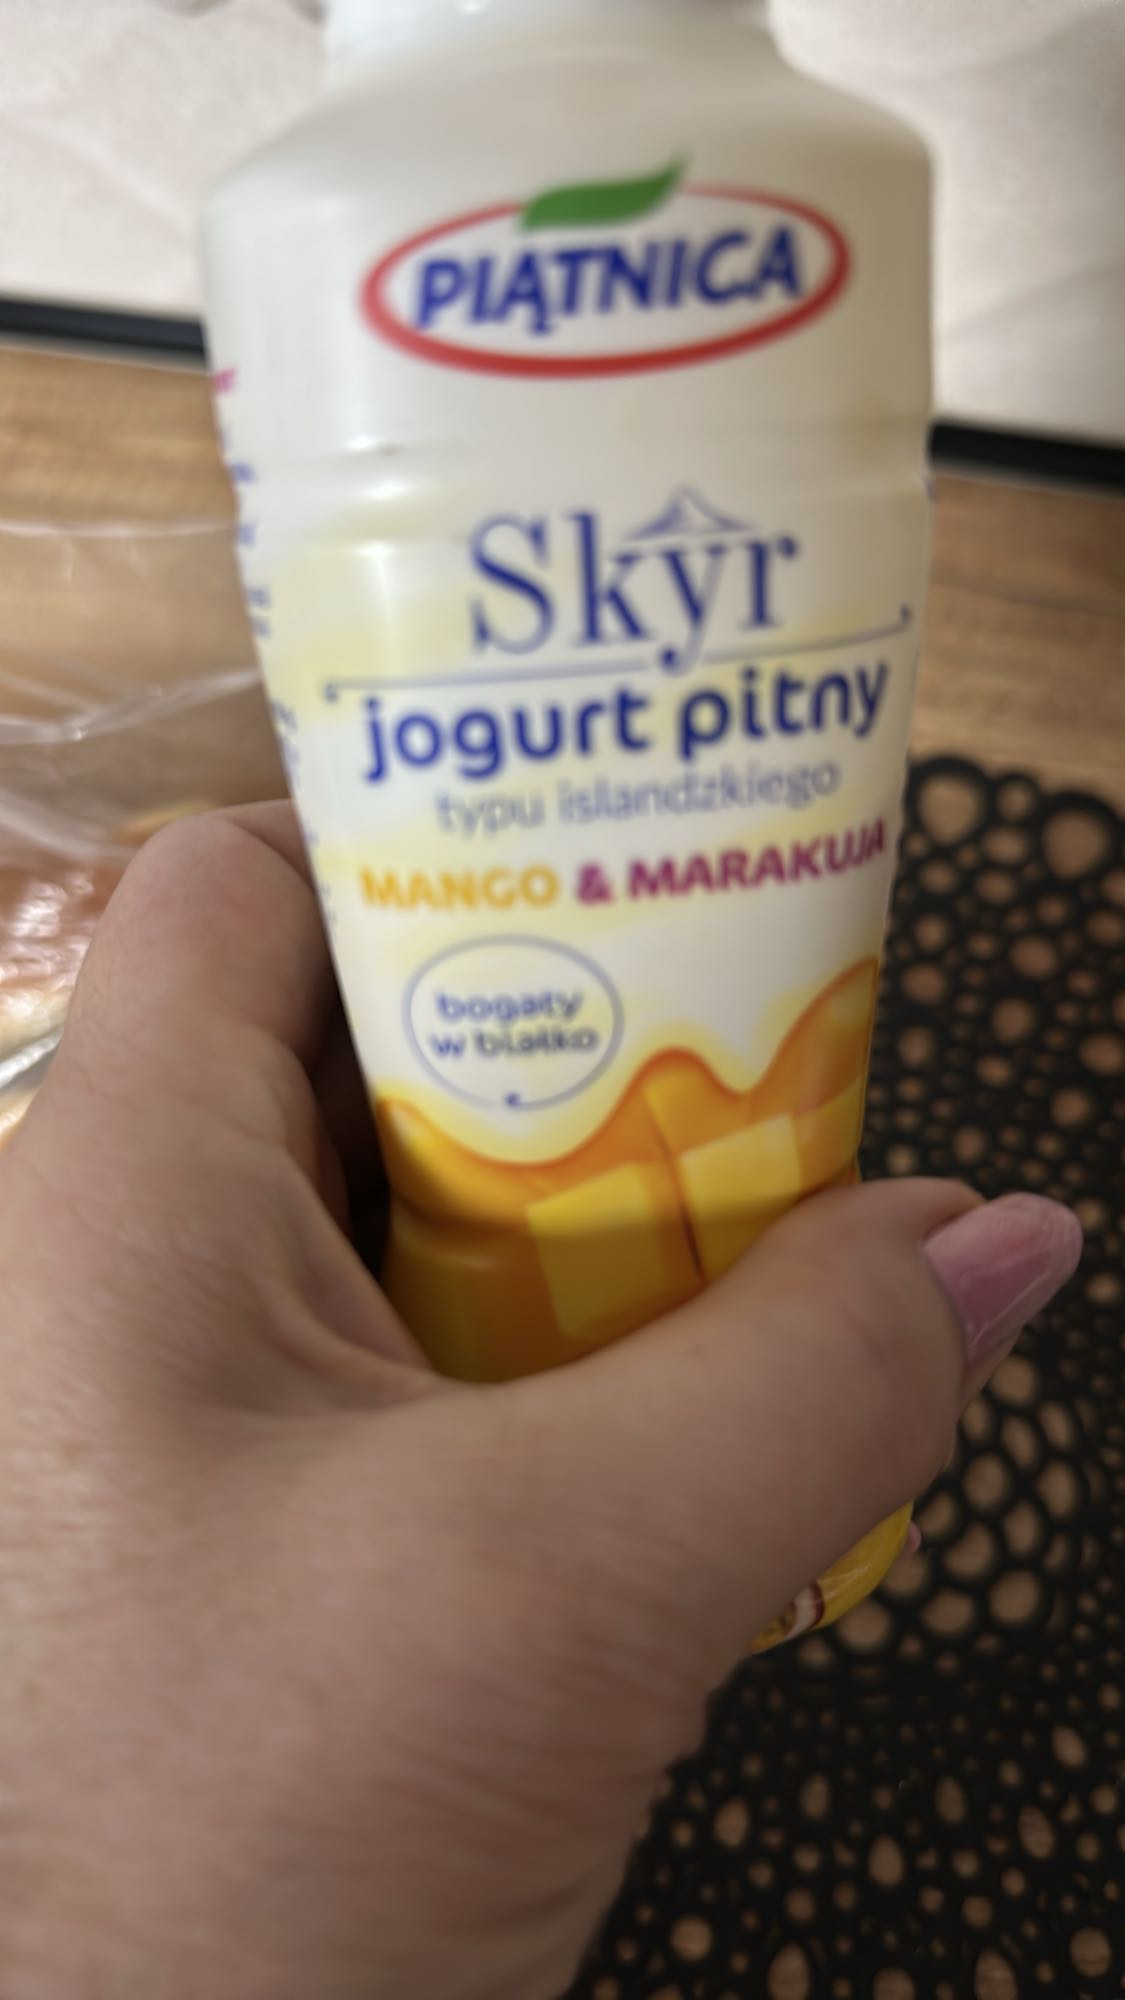 PIĄTNICA
Skyr
jogurt pitny
typu islandzkiego
MANGO & MARAKUJA
bogaty
w białko